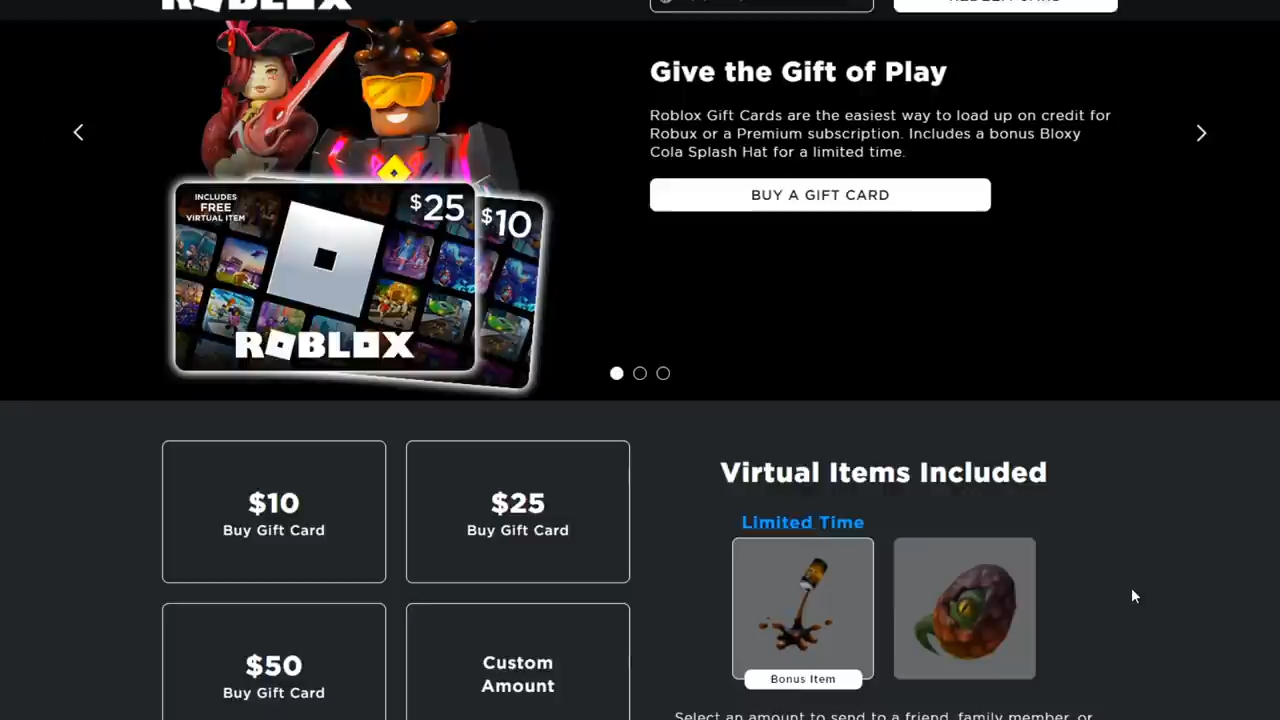 ROBLOX
REDEEM CARD
Give the Gift of Play
Roblox Gift Cards are the easiest way to load up on credit for
Robux or a Premium subscription. Includes a bonus Bloxy
Cola Splash Hat for a limited time.
BUY A GIFT CARD
INCLUDES
FREE
VIRTUAL ITEM
$25
$10
ROBLOX
$10
Buy Gift Card
$25
Buy Gift Card
$50
Buy Gift Card
Custom
Amount
Virtual Items Included
Limited Time
Bonus Item
Select an amount to send to a friend, family member, or